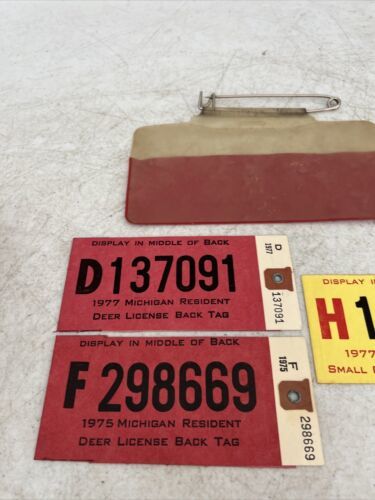 DISPLAY IN MIDDLE OF BACK
D137091
1977 MICHIGAN RESIDENT
DEER LICENSE BACK TAG
D
1977
137091
DISPLAY IN MIDDLE OF BACK
F 298669
1975 MICHIGAN RESIDENT
DEER LICENSE BACK TAG
F
1975
298669
DISPLAY IN
H1
1977
SMALL